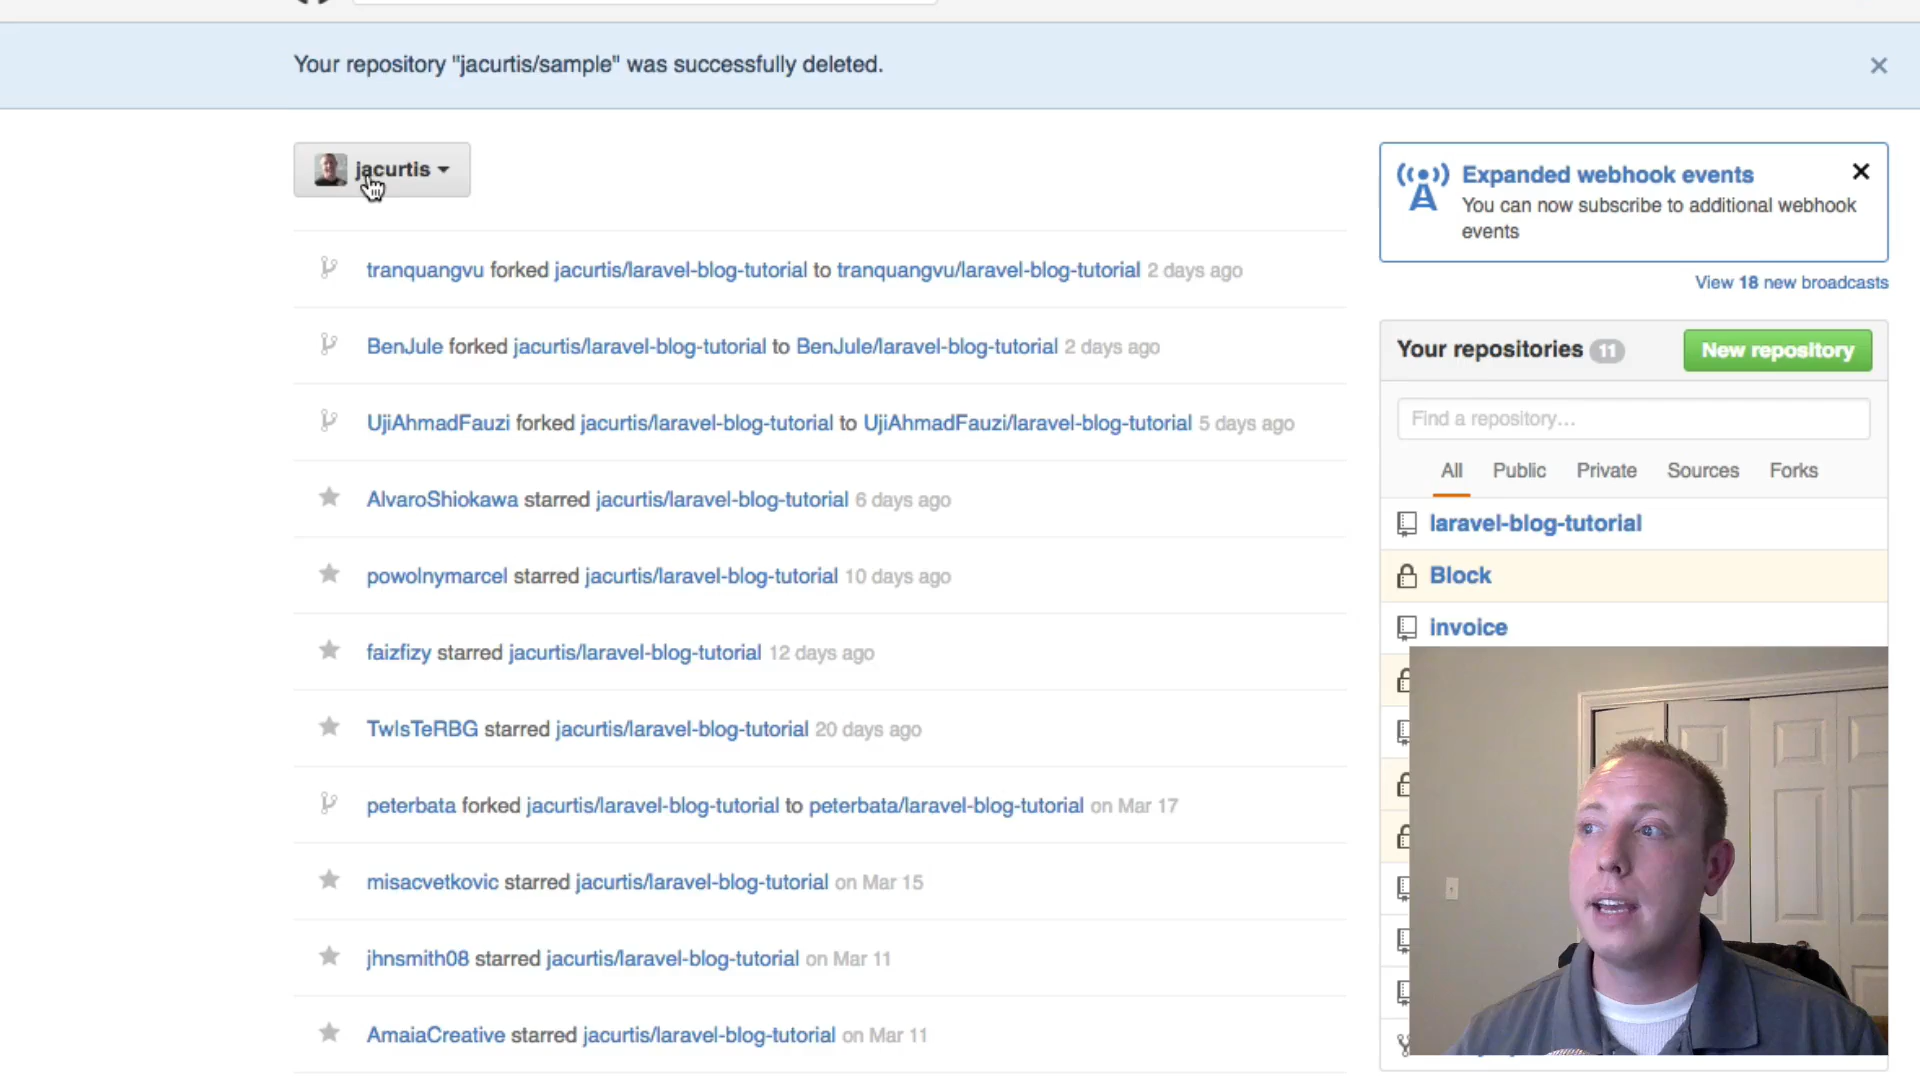 Your repository "jacurtis/sample" was successfully deleted.
jacurtis
Expanded webhook events
You can now subscribe to additional webhook
events
View 18 new broadcasts
tranquangvu forked jacurtis/laravel-blog-tutorial to tranquangvu/laravel-blog-tutorial 2 days ago
BenJule forked jacurtis/laravel-blog-tutorial to BenJule/laravel-blog-tutorial 2 days ago
UjiAhmadFauzi forked jacurtis/laravel-blog-tutorial to UjiAhmadFauzi/laravel-blog-tutorial 5 days ago
AlvaroShiokawa starred jacurtis/laravel-blog-tutorial 6 days ago
powolnymarcel starred jacurtis/laravel-blog-tutorial 10 days ago
faizfizy starred jacurtis/laravel-blog-tutorial 12 days ago
TwIsTeRBG starred jacurtis/laravel-blog-tutorial 20 days ago
peterbata forked jacurtis/laravel-blog-tutorial to peterbata/laravel-blog-tutorial on Mar 17
misacvetkovic starred jacurtis/laravel-blog-tutorial on Mar 15
jhnsmith08 starred jacurtis/laravel-blog-tutorial on Mar 11
AmaiaCreative starred jacurtis/laravel-blog-tutorial on Mar 11
Your repositories 11
New repository
Find a repository...
All Public Private Sources Forks
laravel-blog-tutorial
Block
invoice